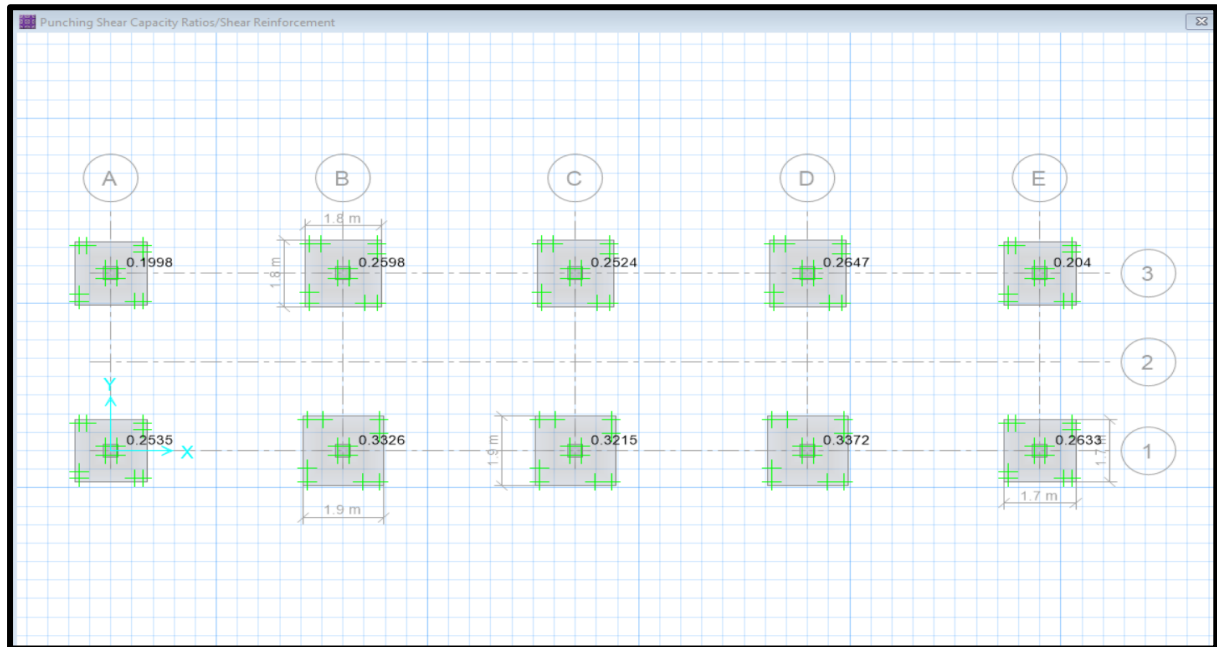 Punching Shear Capacity Ratios/Shear Reinforcement
A B C D E
1.8 m
1.8 m
0.1998 0.2598 0.2524 0.2647 0.204
3
2
Y
0.2535 0.3326 0.3215 0.3372 0.2633
X
1.9 m
1.7 m
1
1.9 m
1.7 m